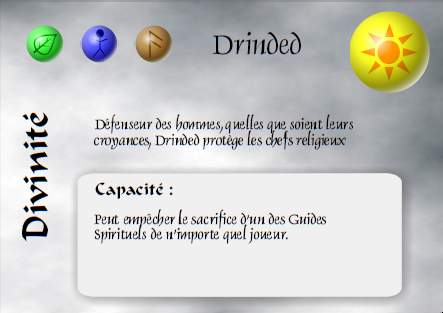 Drinded
Divinité
Défenseur des hommes, quelles que soient leurs
croyances, Drinded protège les chefs religieux
Capacité :
Peut empêcher le sacrifice d'un des Guides
Spirituels de n'importe quel joueur.